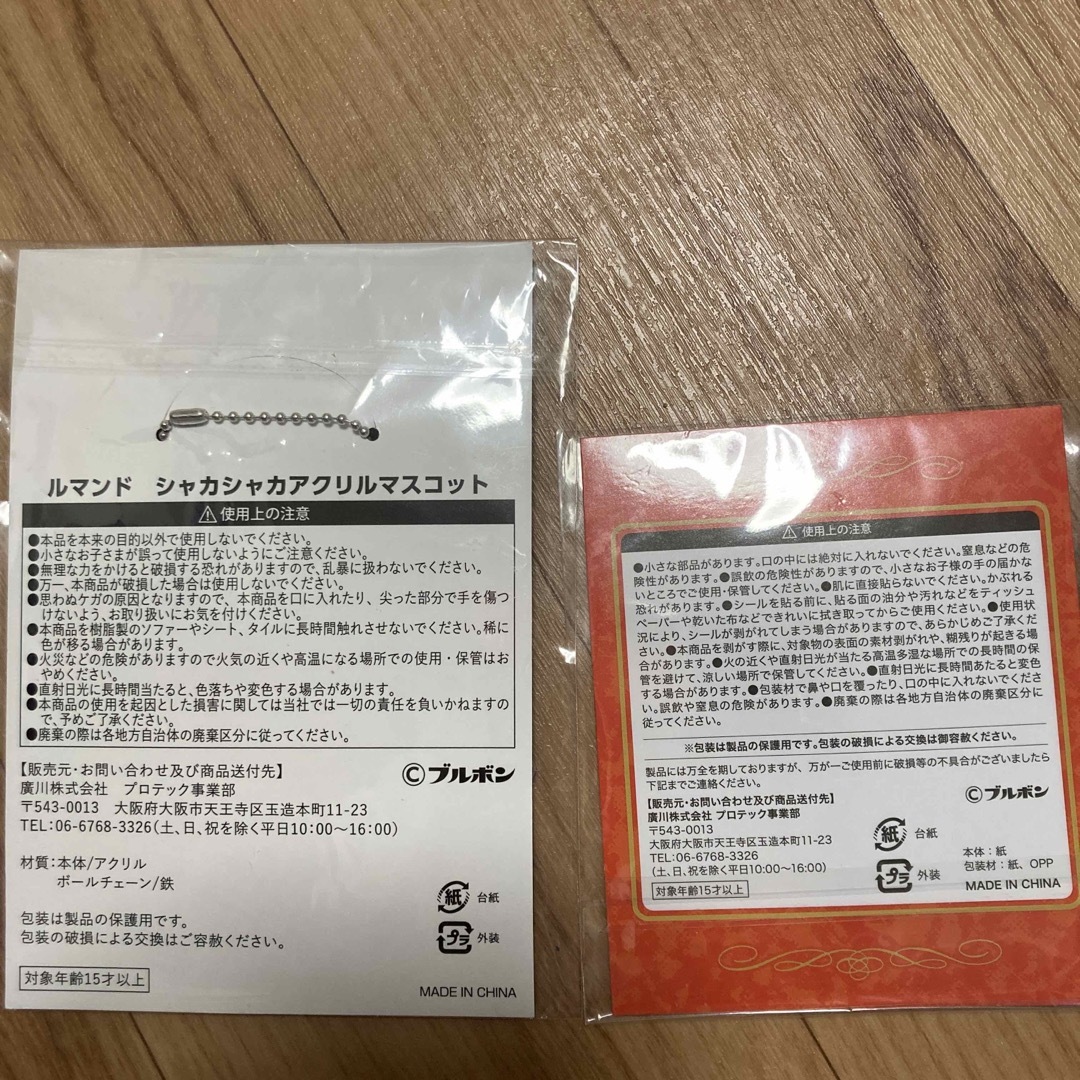 ルマンド シャカシャカアクリルマスコット
⚠使用上の注意
●本品を本来の目的以外で使用しないでください。
●小さなお子さまが誤って使用しないようにご注意ください。
●無理な力をかけると破損する恐れがありますので、乱暴に扱わないでください。
●万一、本商品が破損した場合は使用しないでください。
●思わぬケガの原因となりますので、本商品を口に入れたり、尖った部分で手を傷つ
けないよう、お取り扱いにお気を付けください。
●本商品を樹脂製のソファーやシート、タイルに長時間触れさせないでください。稀に
色が移る場合があります。
●火災などの危険がありますので火気の近くや高温になる場所での使用・保管はお
やめください。
●直射日光に長時間当たると、色落ちや変色する場合があります。
●本商品の使用を起因とした損害に関しては当社では一切の責任を負いかねますの
で、予めご了承ください。
●廃棄の際は各地方自治体の廃棄区分に従ってください。
【販売元・お問い合わせ及び商品送付先】
廣川株式会社 プロテック事業部
〒543-0013 大阪府大阪市天王寺区玉造本町11-23
TEL:06-6768-3326(土、日、祝を除く平日10:00〜16:00)
©ブルボン
材質:本体/アクリル
ボールチェーン/鉄
包装は製品の保護用です。
包装の破損による交換はご容赦ください。
紙 台紙
プラ 外装
対象年齢15才以上
MADE IN CHINA
⚠使用上の注意
●小さな部品があります。口の中には絶対に入れないでください。窒息などの危
険性があります。●誤飲の危険性がありますので、小さなお子様の手の届かな
いところでご使用・保管してください。●肌に直接貼らないでください。かぶれる
恐れがあります。●シールを貼る前に、貼る面の油分や汚れなどをティッシュ
ペーパーや乾いた布などできれいに拭き取ってからご使用ください。●使用状
況により、シールが剥がれてしまう場合がありますので、あらかじめご了承くだ
さい。●本商品を剥がす際に、対象物の表面の素材剥がれや、糊残りが起きる場
合があります。●火の近くや直射日光が当たる高温多湿な場所での長時間の保
管を避けて、涼しい場所で保管してください。●直射日光に長時間あたると変色
する場合があります。●包装材で鼻や口を覆ったり、口の中に入れないでくださ
い。誤飲や窒息の危険があります。●廃棄の際は各地方自治体の廃棄区分に
従ってください。
※包装は製品の保護用です。包装の破損による交換は御容赦ください。
製品には万全を期しておりますが、万が一ご使用前に破損等の不具合がございましたら
下記までご連絡ください。
【販売元・お問い合わせ及び商品送付先】
廣川株式会社 プロテック事業部
〒543-0013
大阪府大阪市天王寺区玉造本町11-23
TEL:06-6768-3326
(土、日、祝を除く平日10:00〜16:00)
対象年齢15才以上
©ブルボン
紙 台紙
プラ 外装
本体:紙
包装材:紙、OPP
MADE IN CHINA